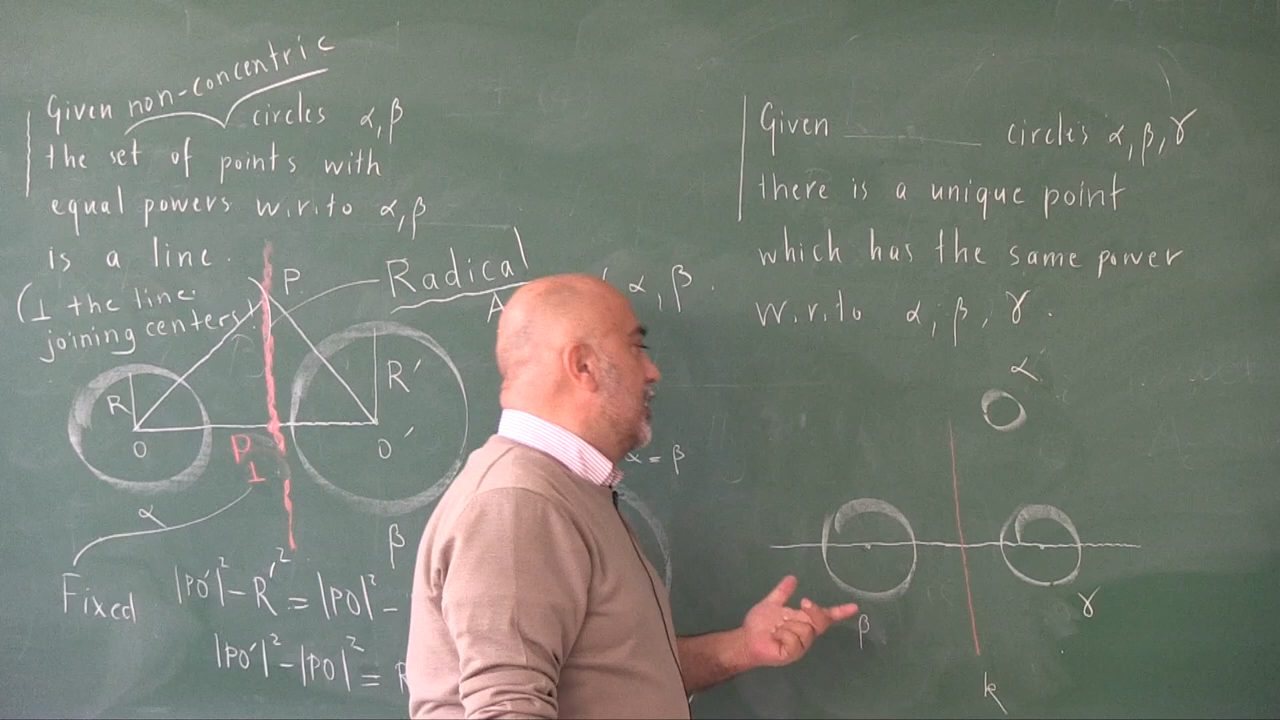 Given non-concentric
circles α, β
the set of points with
equal powers w.r.to α, β
is a line.
(⊥ the line
joining centers)
P
Radical
α, β.
R
R′
O
O′
P⊥
α
β
Fixed
|PO′|² - R′² = |PO|² -
|PO′|² - |PO|² = R
α = β
Given ______ circles α, β, γ
there is a unique point
which has the same power
w.r.to α, β, γ.
α
β
γ
k